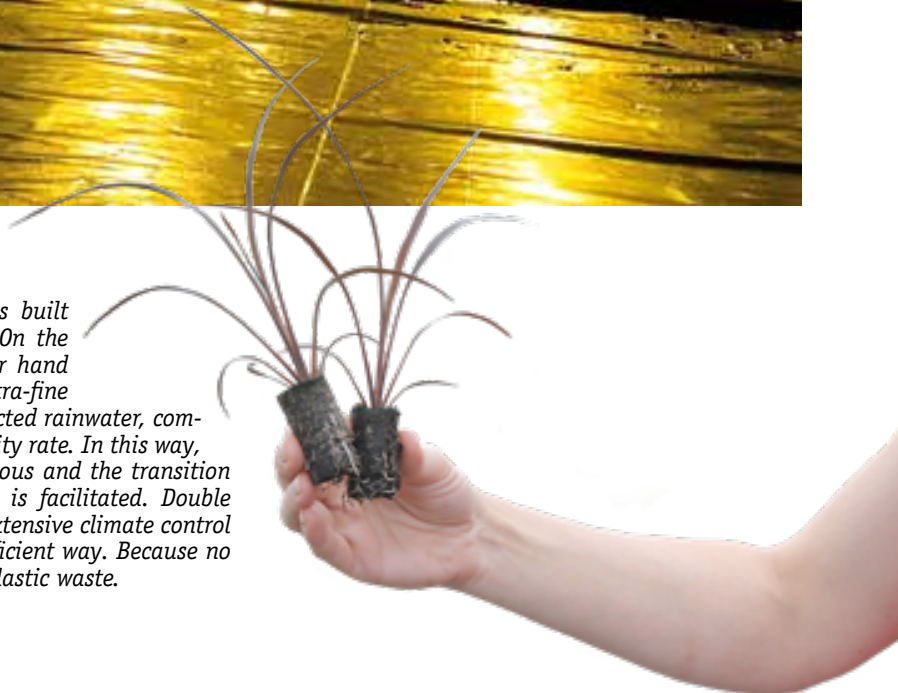 s built
On the
r hand
tra-fine
cted rainwater, com-
ity rate. In this way,
ous and the transition
is facilitated. Double
xtensive climate control
ficient way. Because no
lastic waste.